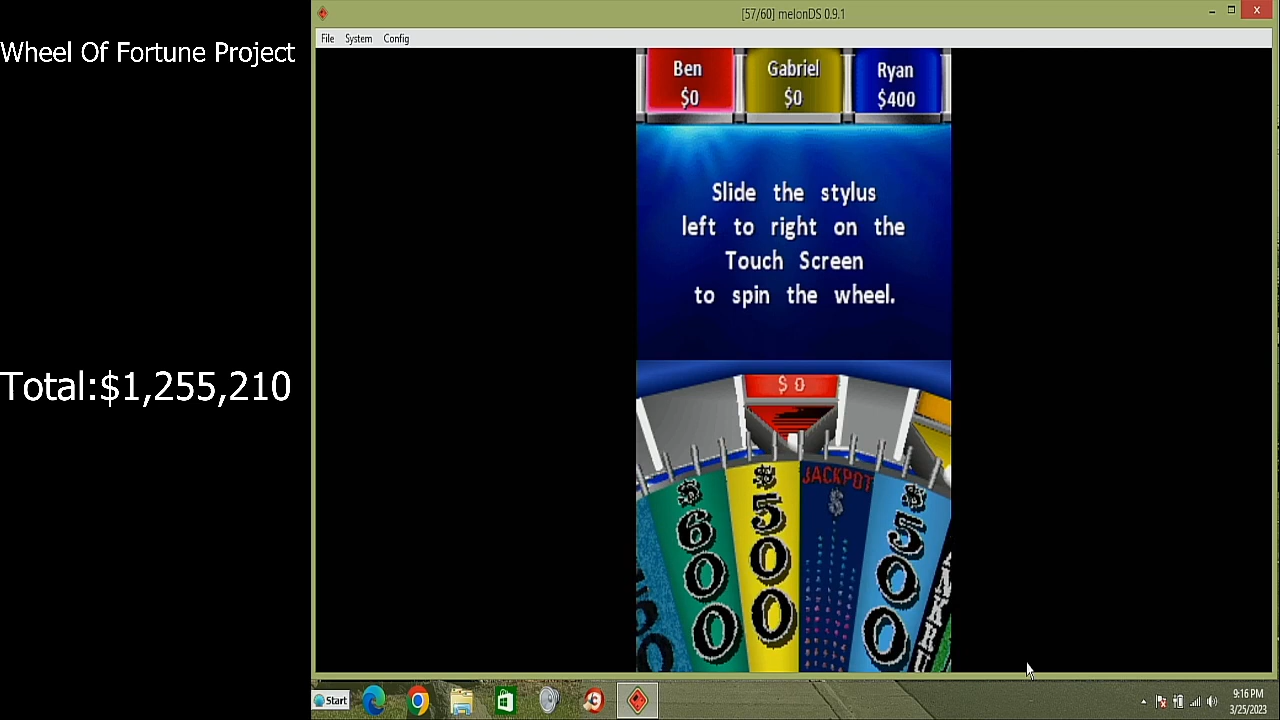 Wheel Of Fortune Project
Total:$1,255,210
[57/60] melonDS 0.9.1
File System Config
Ben
$0
Gabriel
$0
Ryan
$400
Slide the stylus
left to right on the
Touch Screen
to spin the wheel.
$0
$600
$500
JACKPOT
$
$500
Start
9:16 PM
3/25/2023